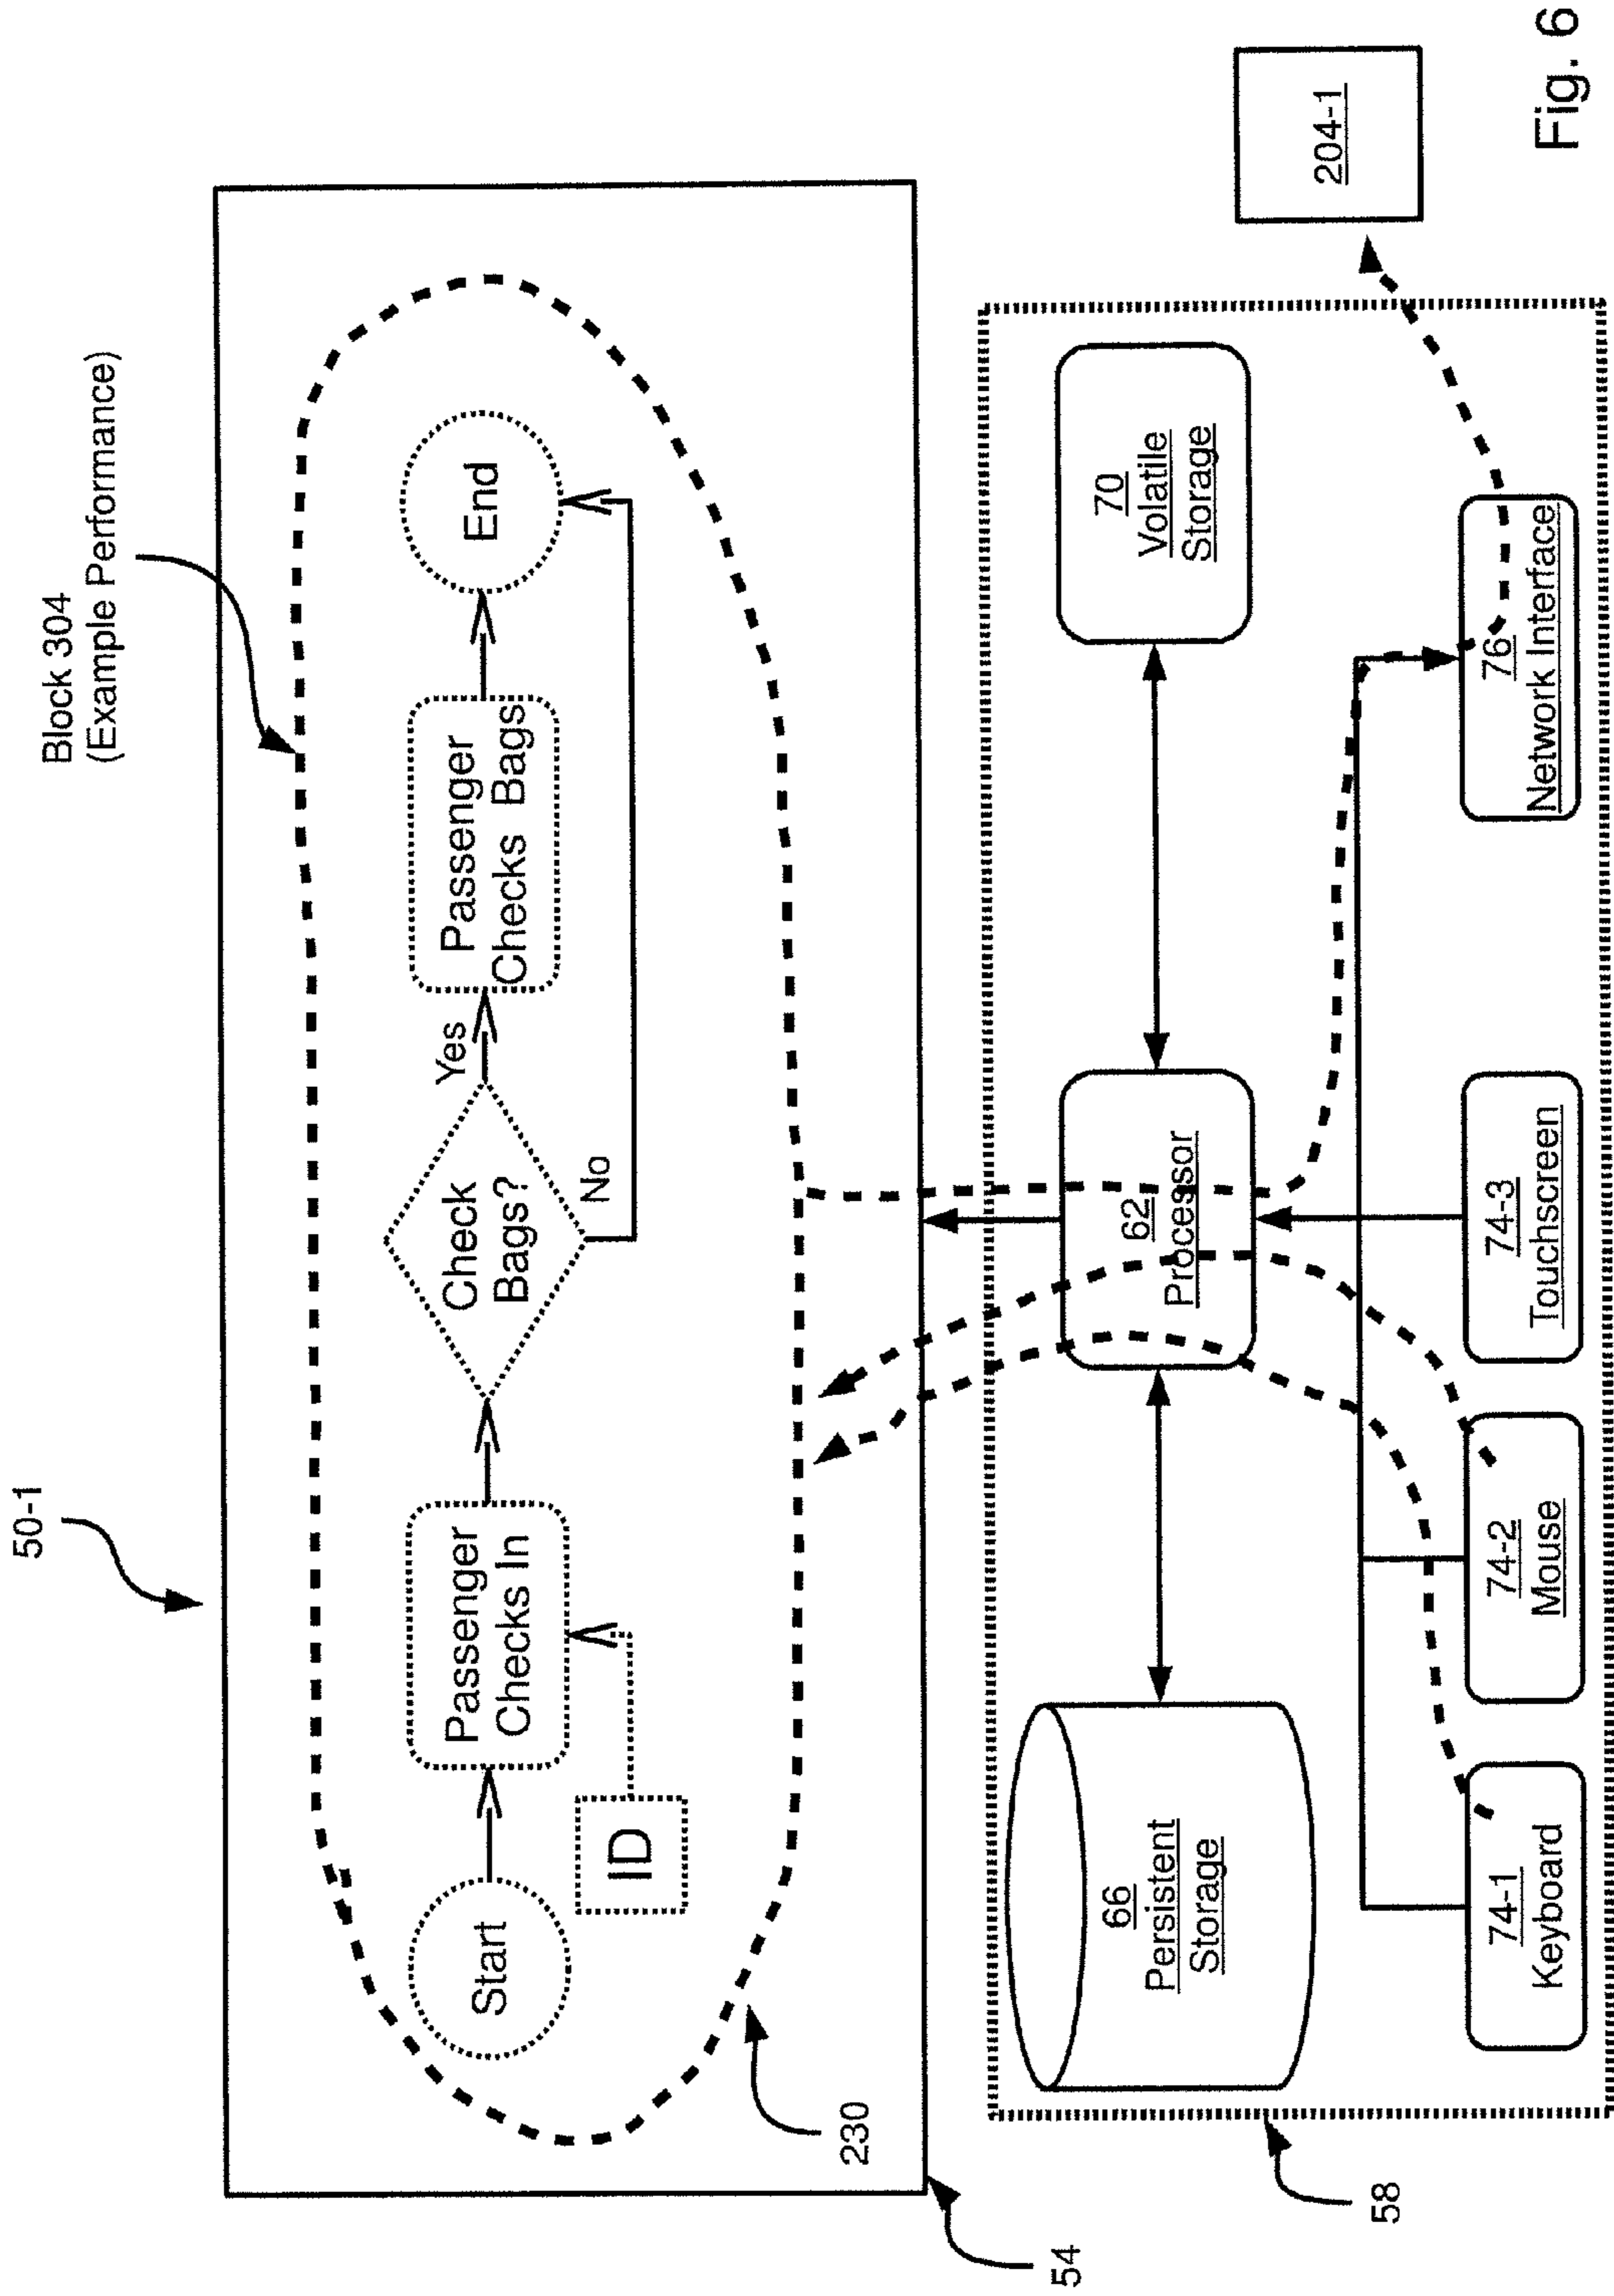 Block 304
(Example Performance)
50-1
Start
ID
Passenger
Checks In
Check
Bags?
Yes
No
Passenger
Checks Bags
End
230
54
58
66
Persistent
Storage
62
Processor
70
Volatile
Storage
74-1
Keyboard
74-2
Mouse
74-3
Touchscreen
76
Network Interface
204-1
Fig. 6